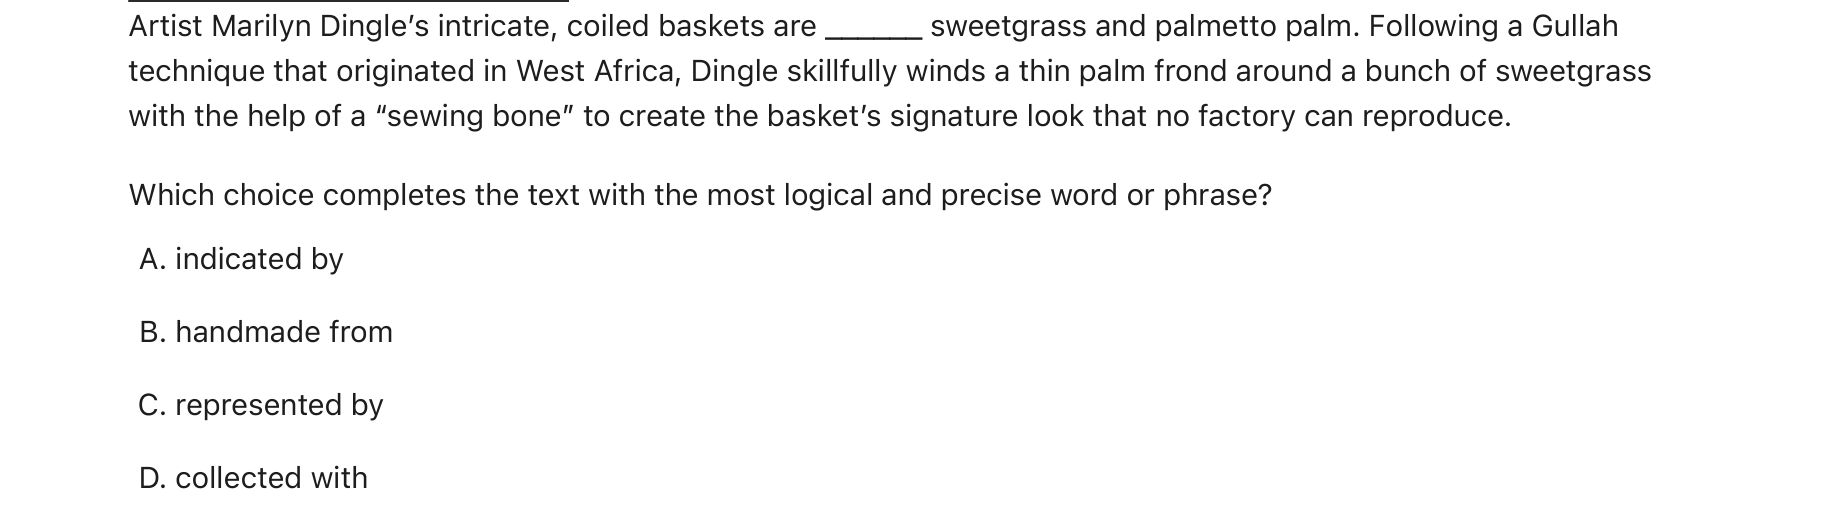 Artist Marilyn Dingle’s intricate, coiled baskets are ______ sweetgrass and palmetto palm. Following a Gullah
technique that originated in West Africa, Dingle skillfully winds a thin palm frond around a bunch of sweetgrass
with the help of a “sewing bone” to create the basket’s signature look that no factory can reproduce.
Which choice completes the text with the most logical and precise word or phrase?
A. indicated by
B. handmade from
C. represented by
D. collected with